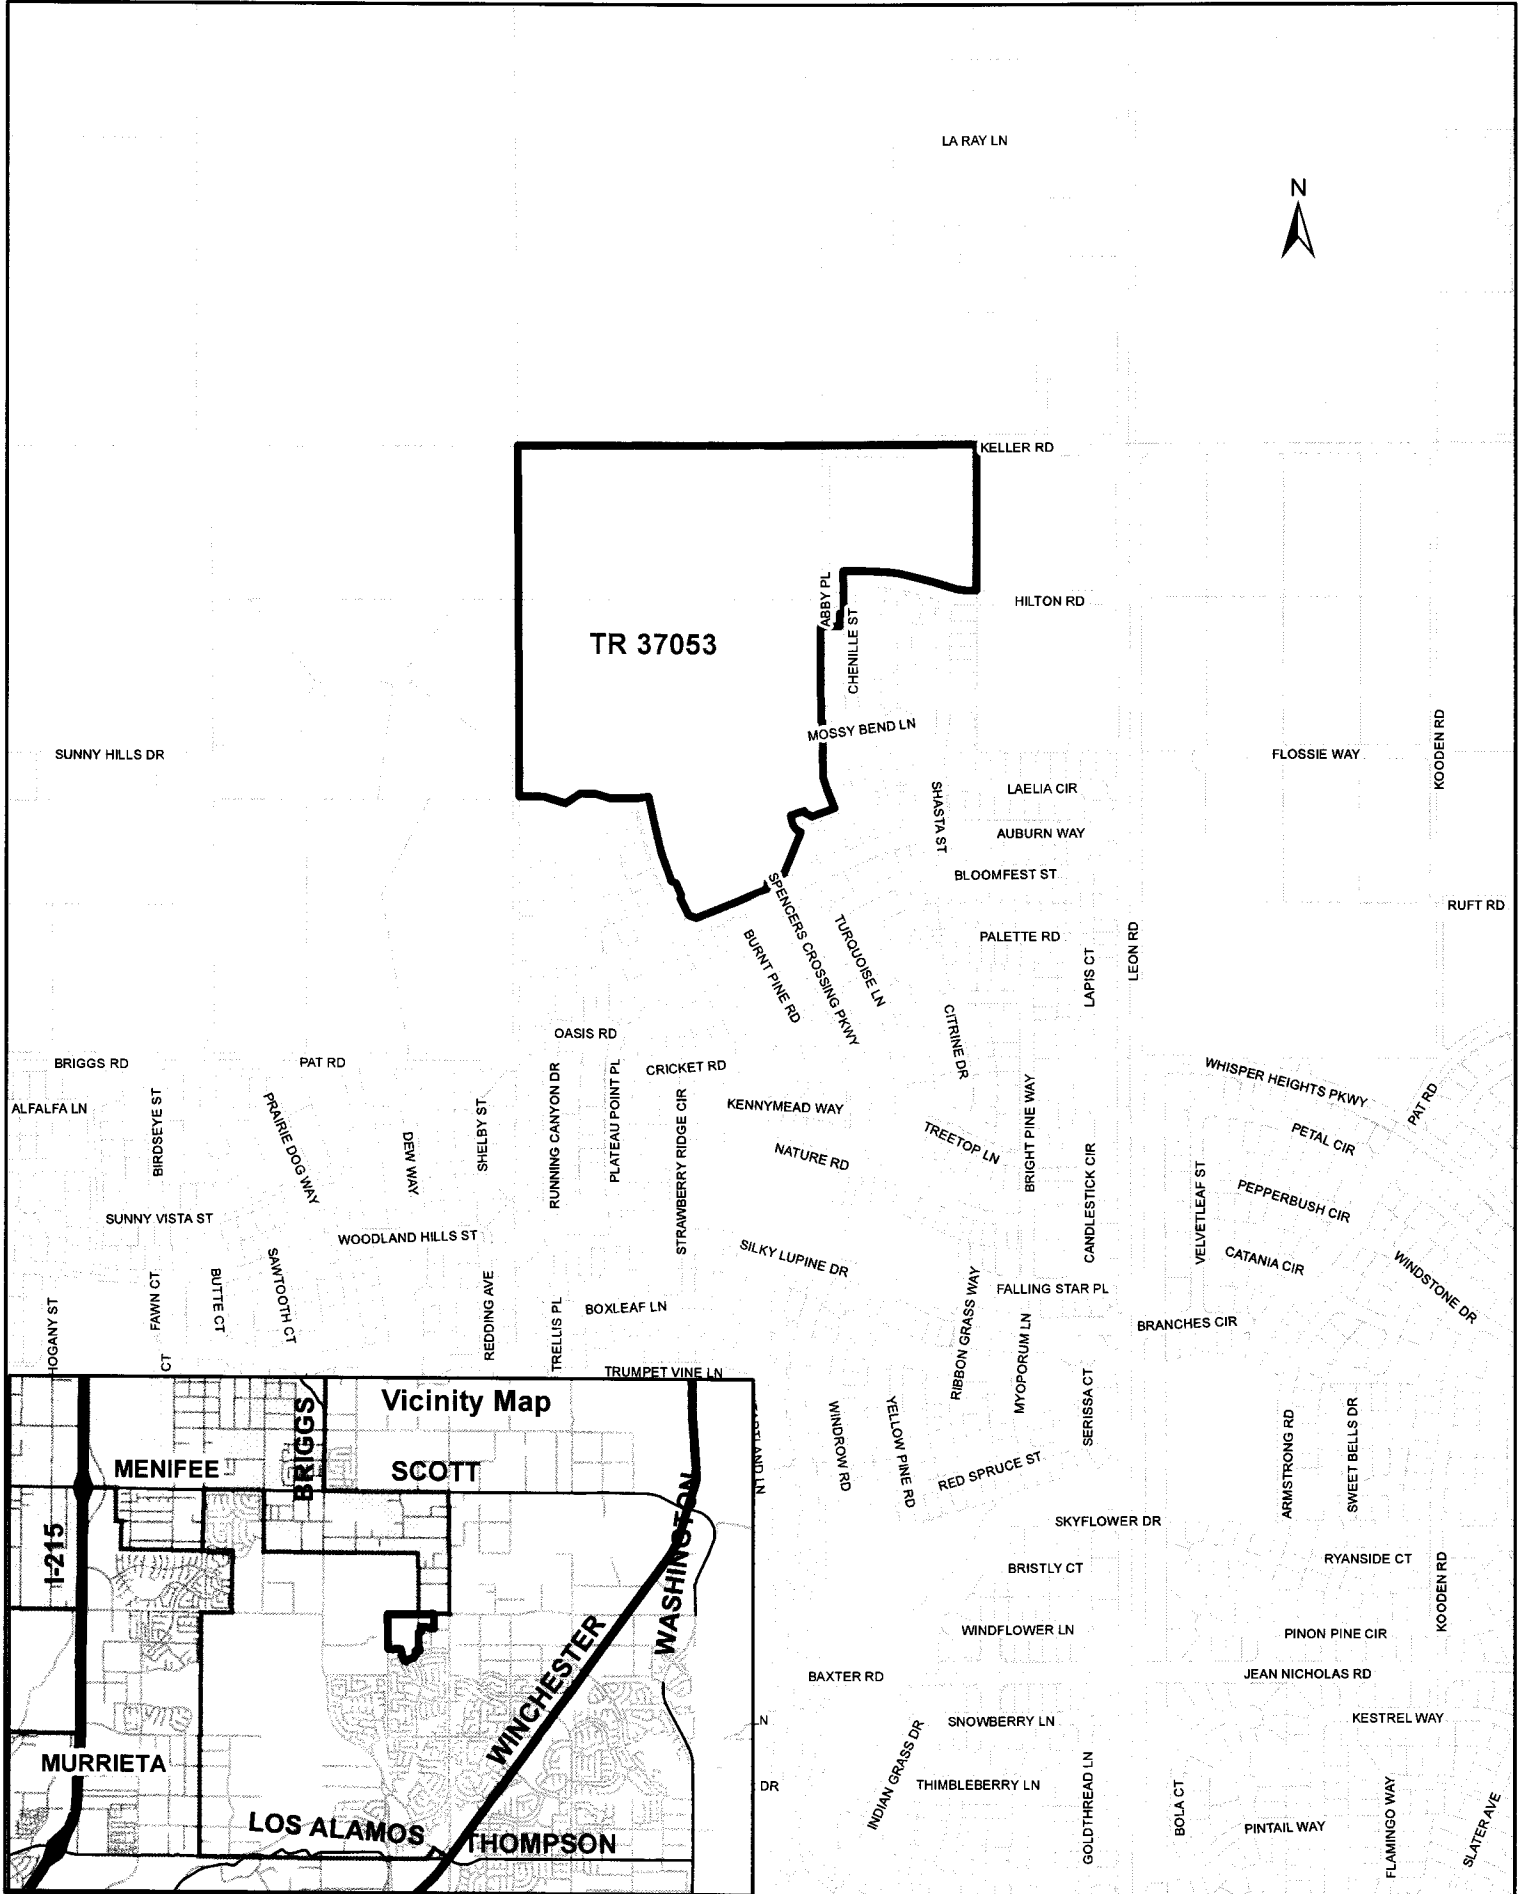 LA RAY LN
N
KELLER RD
ABBY PL
HILTON RD
TR 37053
CHENILLE ST
MOSSY BEND LN
SUNNY HILLS DR
FLOSSIE WAY
KOODEN RD
SHASTA ST
LAELIA CIR
AUBURN WAY
BLOOMFEST ST
RUFT RD
SPENCERS CROSSING PKWY
TURQUOISE LN
BURNT PINE RD
PALETTE RD
LAPIS CT
LEON RD
CITRINE DR
OASIS RD
BRIGGS RD
PAT RD
CRICKET RD
WHISPER HEIGHTS PKWY
PAT RD
ALFALFA LN
BIRDSEYE ST
PRAIRIE DOG WAY
DEW WAY
SHELBY ST
RUNNING CANYON DR
PLATEAU POINT PL
STRAWBERRY RIDGE CIR
KENNYMEAD WAY
NATURE RD
TREETOP LN
BRIGHT PINE WAY
CANDLESTICK CIR
VELVETLEAF ST
PETAL CIR
PEPPERBUSH CIR
SUNNY VISTA ST
WOODLAND HILLS ST
SILKY LUPINE DR
CATANIA CIR
WINDSTONE DR
HOGANY ST
FAWN CT
BUTTE CT
SAWTOOTH CT
REDDING AVE
TRELLIS PL
BOXLEAF LN
RIBBON GRASS WAY
FALLING STAR PL
MYOPORUM LN
BRANCHES CIR
CT
TRUMPET VINE LN
Vicinity Map
BRIGGS
MENIFEE
SCOTT
I-215
WASHINGTON
WINCHESTER
MURRIETA
LOS ALAMOS
THOMPSON
WINDROW RD
YELLOW PINE RD
SERISSA CT
RED SPRUCE ST
ARMSTRONG RD
SWEET BELLS DR
SKYFLOWER DR
BRISTLY CT
RYANSIDE CT
KOODEN RD
WINDFLOWER LN
PINON PINE CIR
BAXTER RD
JEAN NICHOLAS RD
LN
SNOWBERRY LN
KESTREL WAY
INDIAN GRASS DR
DR
THIMBLEBERRY LN
GOLDTHREAD LN
BOLA CT
PINTAIL WAY
FLAMINGO WAY
SLATER AVE